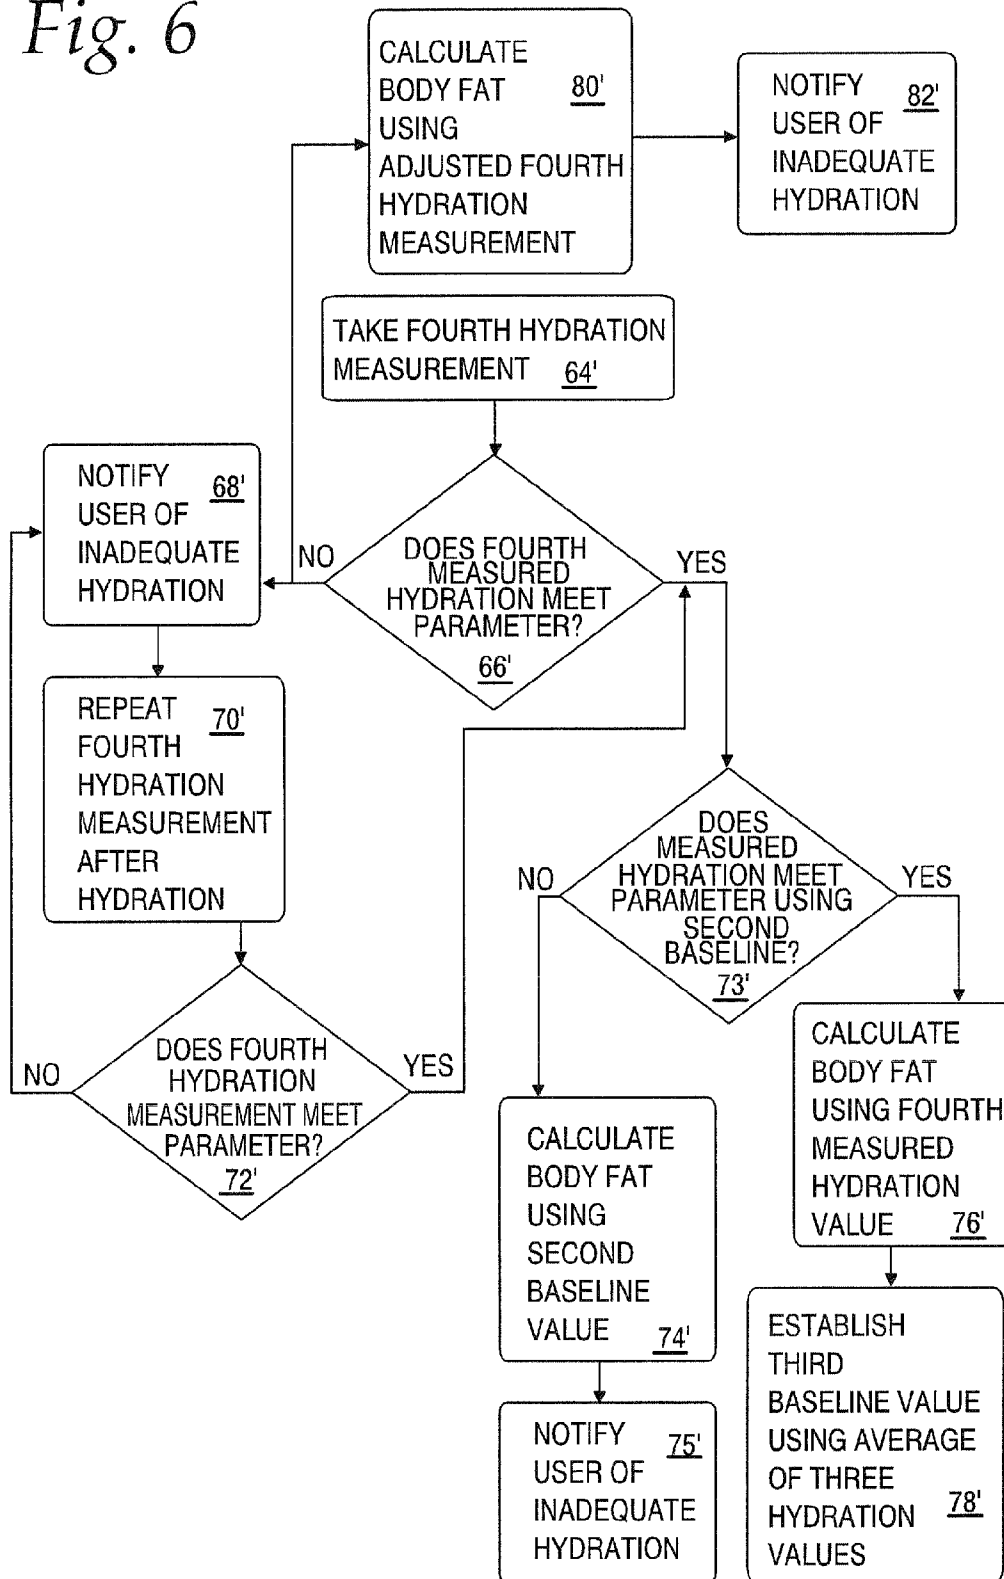 Fig. 6
CALCULATE
BODY FAT 80'
USING
ADJUSTED FOURTH
HYDRATION
MEASUREMENT
NOTIFY 82'
USER OF
INADEQUATE
HYDRATION
TAKE FOURTH HYDRATION
MEASUREMENT 64'
NOTIFY 68'
USER OF
INADEQUATE
HYDRATION
NO
DOES FOURTH
MEASURED
HYDRATION MEET
PARAMETER?
66'
YES
REPEAT 70'
FOURTH
HYDRATION
MEASUREMENT
AFTER
HYDRATION
NO
DOES FOURTH
HYDRATION
MEASUREMENT MEET
PARAMETER?
72'
YES
NO
DOES
MEASURED
HYDRATION MEET
PARAMETER USING
SECOND
BASELINE?
73'
YES
CALCULATE
BODY FAT
USING
SECOND
BASELINE
VALUE 74'
CALCULATE
BODY FAT
USING FOURTH
MEASURED
HYDRATION
VALUE 76'
NOTIFY 75'
USER OF
INADEQUATE
HYDRATION
ESTABLISH
THIRD
BASELINE VALUE
USING AVERAGE
OF THREE
HYDRATION 78'
VALUES